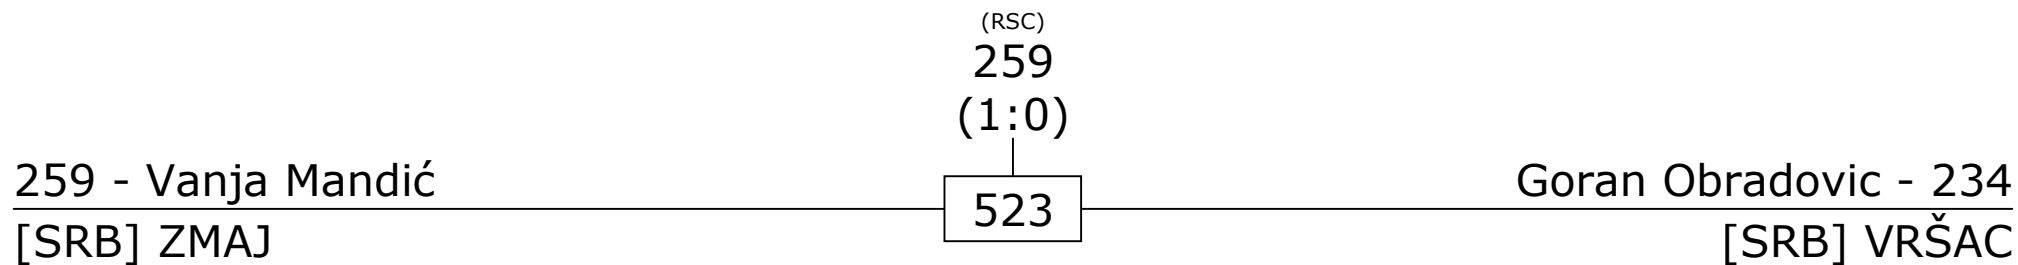 (RSC)
259
(1:0)
259 - Vanja Mandić
Goran Obradovic - 234
523
[SRB] ZMAJ
[SRB] VRŠAC